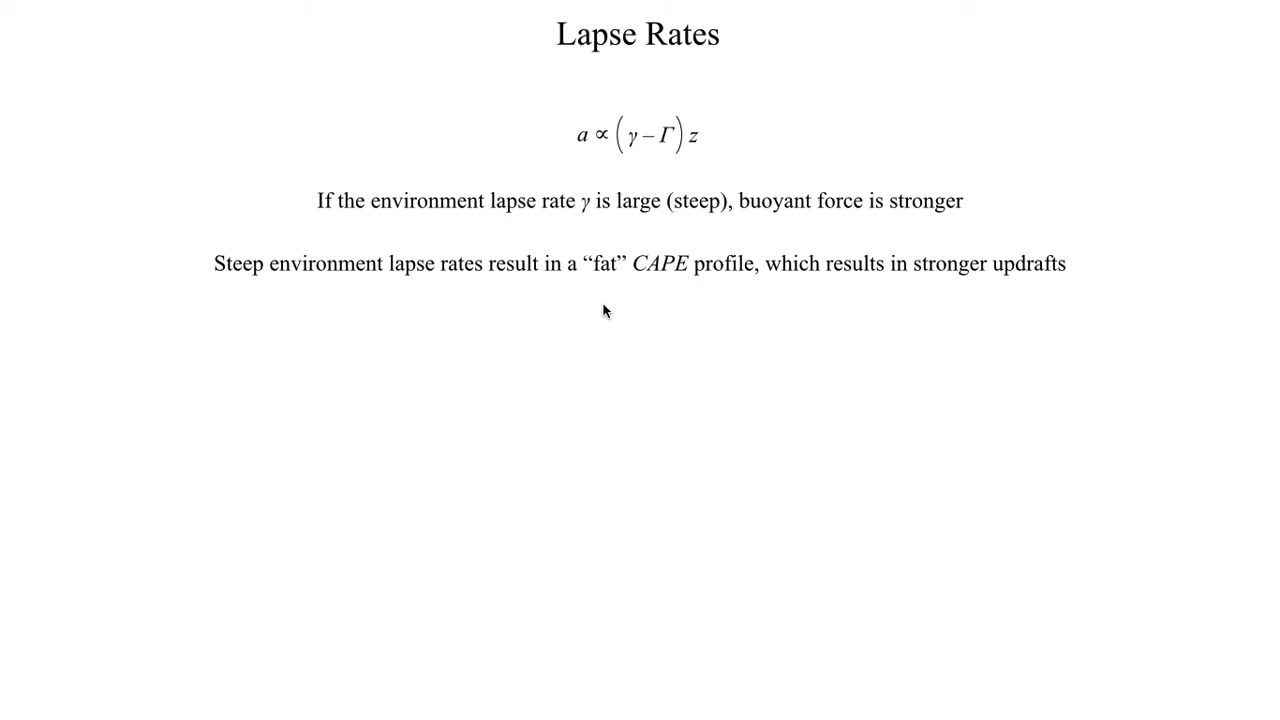 Lapse Rates
a ∝ (γ – Γ) z
If the environment lapse rate γ is large (steep), buoyant force is stronger
Steep environment lapse rates result in a “fat” CAPE profile, which results in stronger updrafts